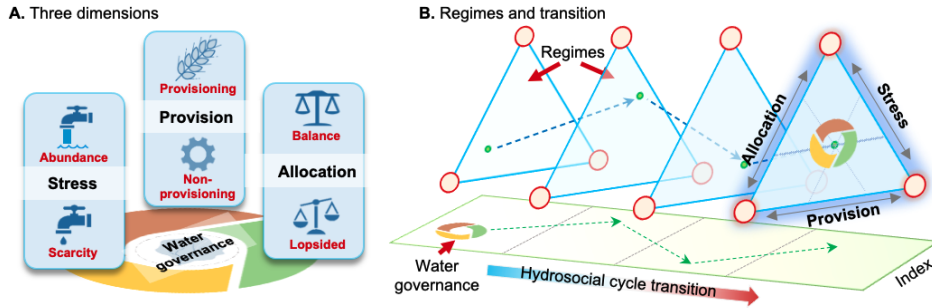 A. Three dimensions
Abundance
Stress
Scarcity
Provisioning
Provision
Non-
provisioning
Balance
Allocation
Lopsided
Water
governance
B. Regimes and transition
Regimes
Allocation
Stress
Provision
Water
governance
Hydrosocial cycle transition
Index